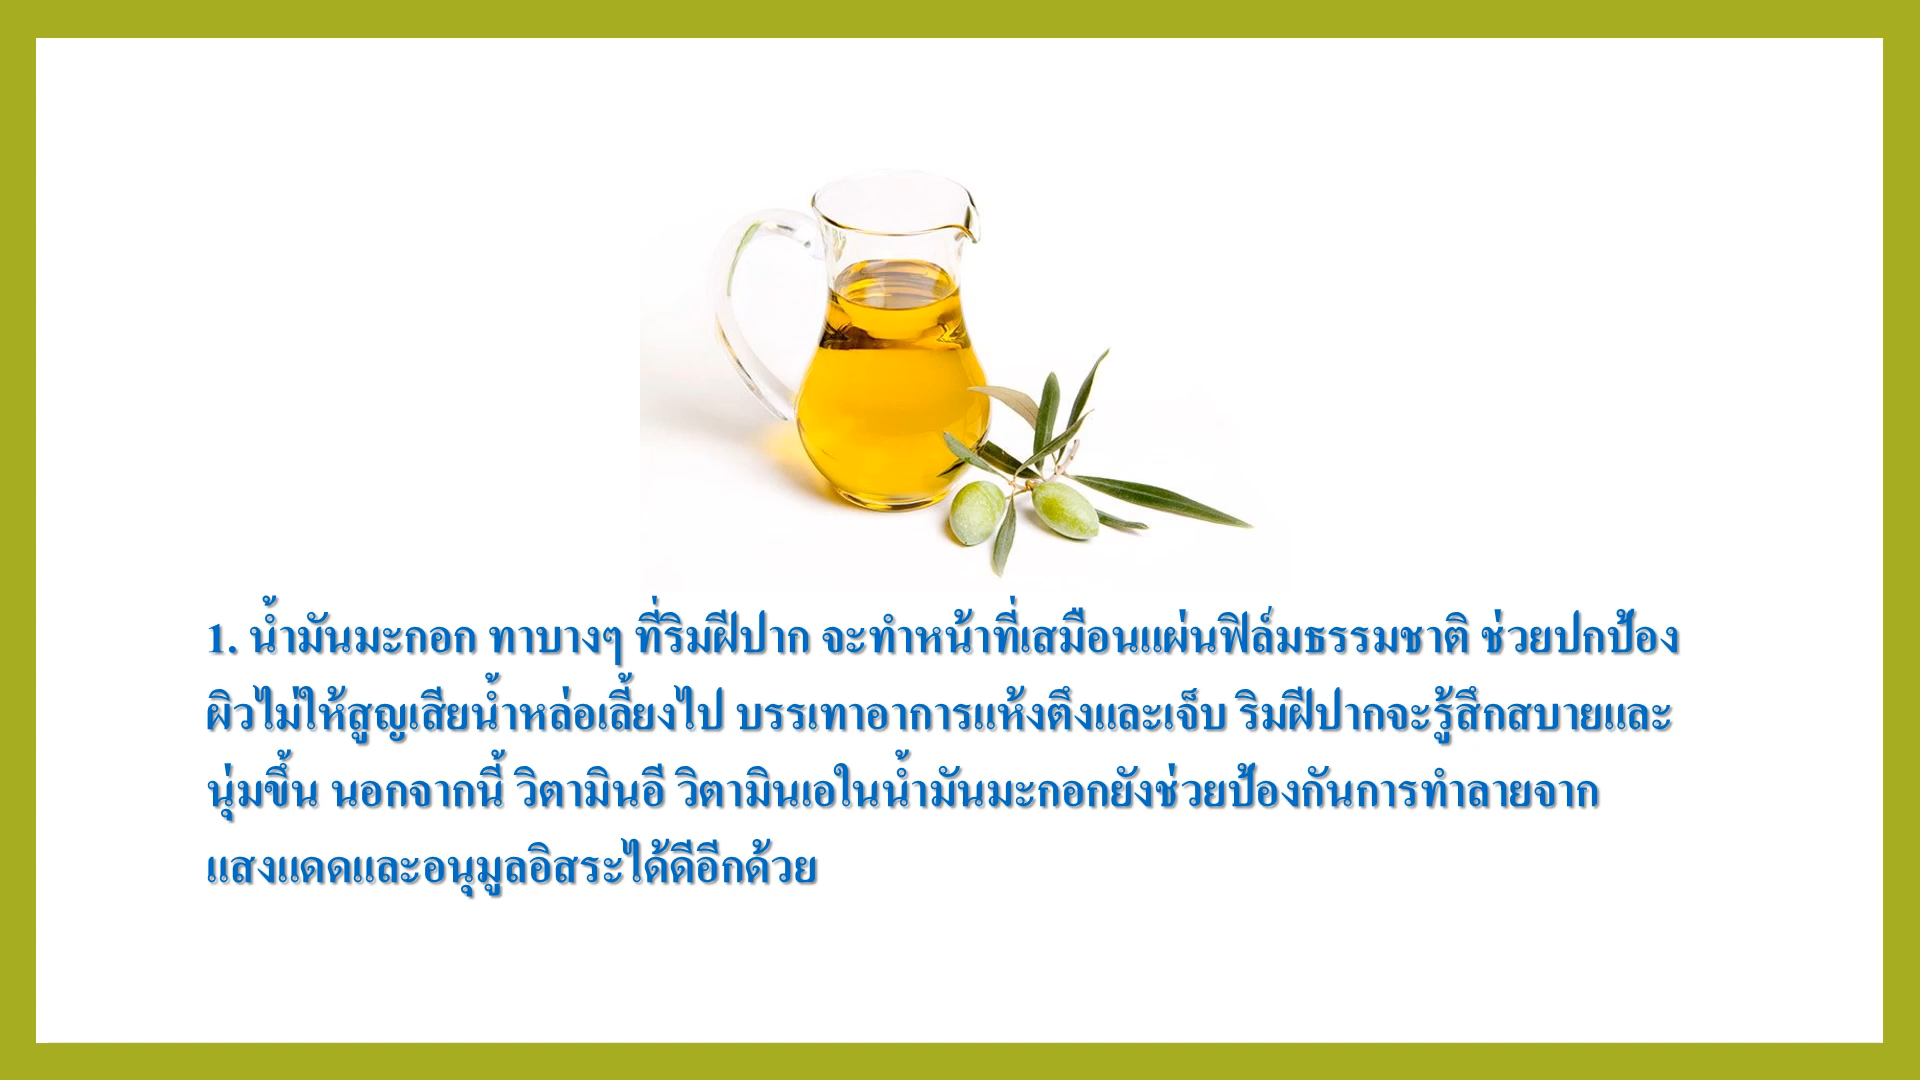 1. น้ำมันมะกอก ทาบางๆ ที่ริมฝีปาก จะทำหน้าที่เสมือนแผ่นฟิล์มธรรมชาติ ช่วยปกป้อง
ผิวไม่ให้สูญเสียน้ำหล่อเลี้ยงไป บรรเทาอาการแห้งตึงและเจ็บ ริมฝีปากจะรู้สึกสบายและ
นุ่มขึ้น นอกจากนี้ วิตามินอี วิตามินเอในน้ำมันมะกอกยังช่วยป้องกันการทำลายจาก
แสงแดดและอนุมูลอิสระได้ดีอีกด้วย